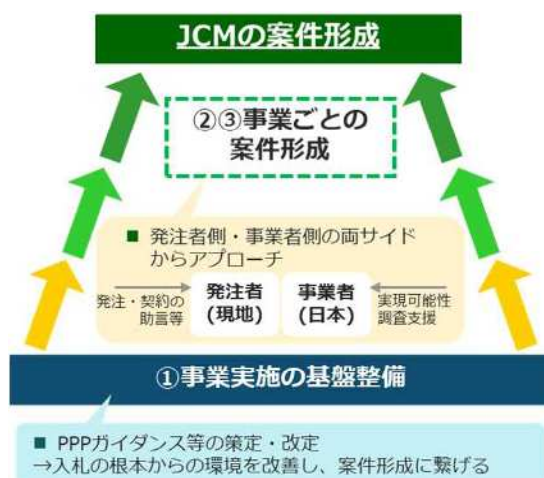 JCMの案件形成
②③事業ごとの
案件形成
■ 発注者側・事業者側の両サイド
からアプローチ
発注・契約の
助言等
発注者
(現地)
事業者
(日本)
実現可能性
調査支援
①事業実施の基盤整備
■ PPPガイダンス等の策定・改定
→入札の根本からの環境を改善し、案件形成に繋げる